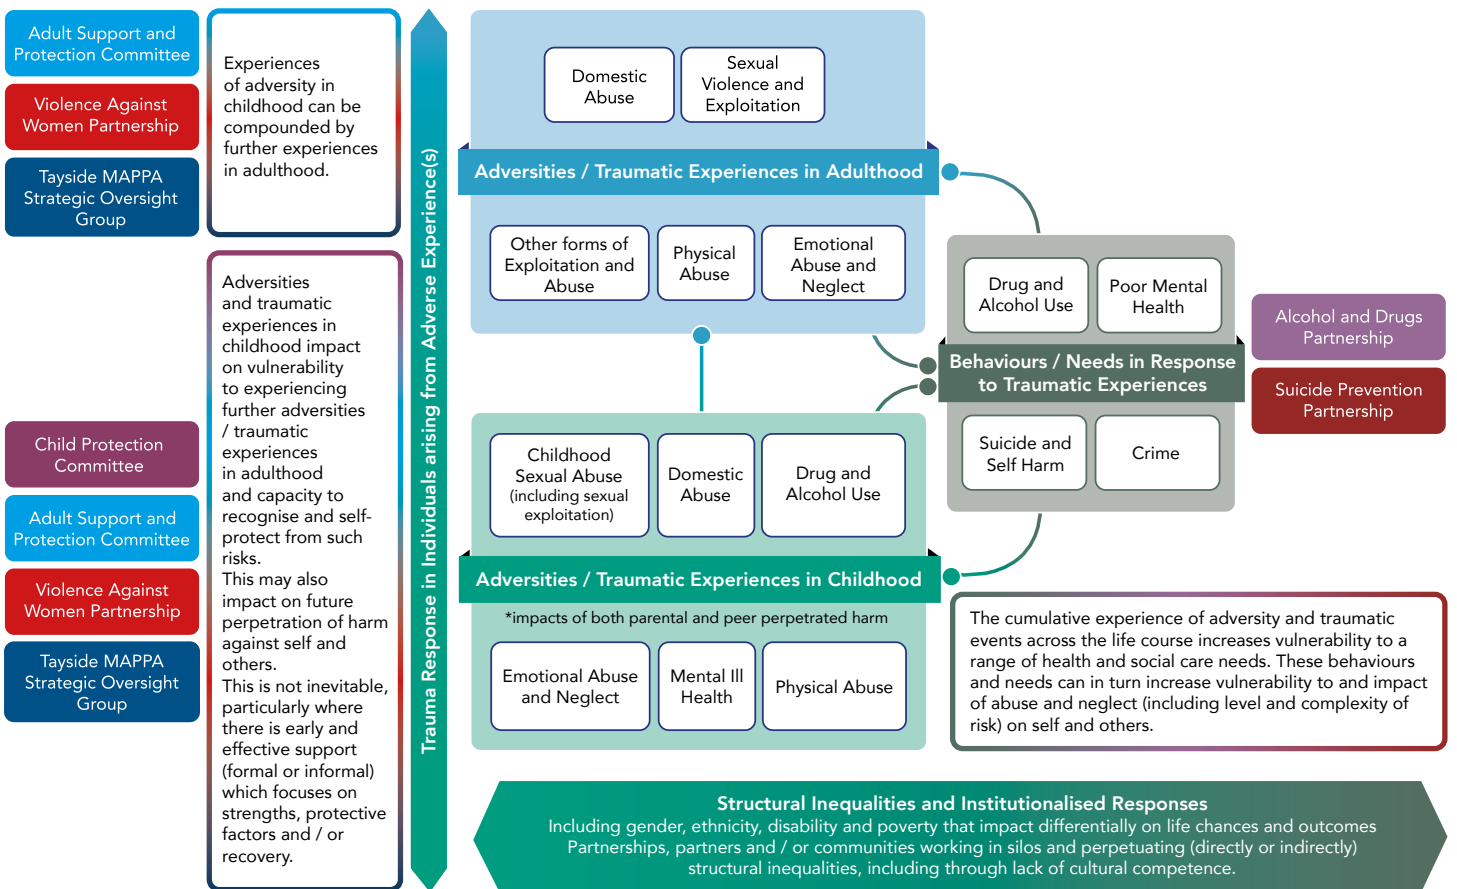 Adult Support and
Protection Committee
Violence Against
Women Partnership
Tayside MAPPA
Strategic Oversight
Group
Experiences
of adversity in
childhood can be
compounded by
further experiences
in adulthood.
Child Protection
Committee
Adult Support and
Protection Committee
Violence Against
Women Partnership
Tayside MAPPA
Strategic Oversight
Group
Adversities
and traumatic
experiences in
childhood impact
on vulnerability
to experiencing
further adversities
/ traumatic
experiences
in adulthood
and capacity to
recognise and self-
protect from such
risks.
This may also
impact on future
perpetration of harm
against self and
others.
This is not inevitable,
particularly where
there is early and
effective support
(formal or informal)
which focuses on
strengths, protective
factors and / or
recovery.
Trauma Response in Individuals arising from Adverse Experience(s)
Domestic
Abuse
Sexual
Violence and
Exploitation
Adversities / Traumatic Experiences in Adulthood
Other forms of
Exploitation and
Abuse
Physical
Abuse
Emotional
Abuse and
Neglect
Childhood
Sexual Abuse
(including sexual
exploitation)
Domestic
Abuse
Drug and
Alcohol Use
Adversities / Traumatic Experiences in Childhood
*impacts of both parental and peer perpetrated harm
Emotional Abuse
and Neglect
Mental Ill
Health
Physical Abuse
Drug and
Alcohol Use
Poor Mental
Health
Behaviours / Needs in Response
to Traumatic Experiences
Suicide and
Self Harm
Crime
Alcohol and Drugs
Partnership
Suicide Prevention
Partnership
The cumulative experience of adversity and traumatic
events across the life course increases vulnerability to a
range of health and social care needs. These behaviours
and needs can in turn increase vulnerability to and impact
of abuse and neglect (including level and complexity of
risk) on self and others.
Structural Inequalities and Institutionalised Responses
Including gender, ethnicity, disability and poverty that impact differentially on life chances and outcomes
Partnerships, partners and / or communities working in silos and perpetuating (directly or indirectly)
structural inequalities, including through lack of cultural competence.